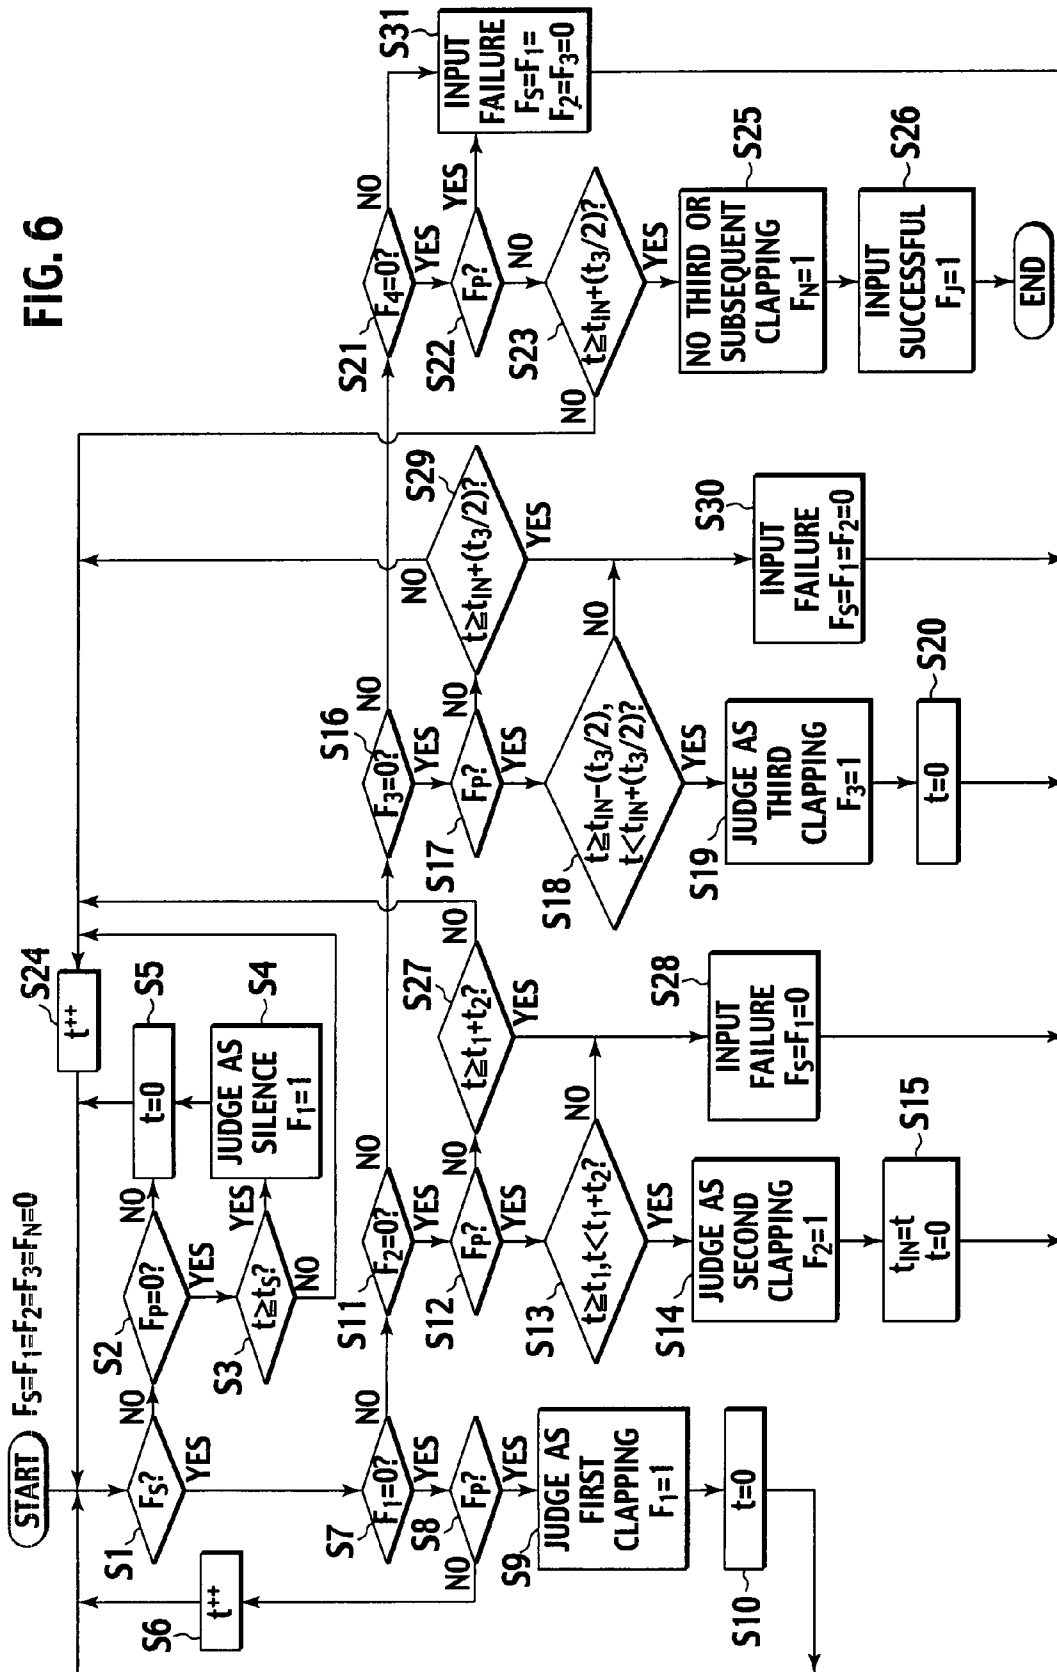 FIG. 6
START
FS=F1=F2=F3=FN=0
S1
FS?
NO
YES
S2
FP=0?
NO
YES
S3
t≧tS?
YES
NO
S4
JUDGE AS
SILENCE
F1=1
S5
t=0
S24
t++
S6
t++
S7
F1=0?
NO
YES
S8
FP?
NO
YES
S9
JUDGE AS
FIRST
CLAPPING
F1=1
S10
t=0
S11
F2=0?
NO
YES
S12
FP?
NO
YES
S13
t≧t1,t<t1+t2?
NO
YES
S14
JUDGE AS
SECOND
CLAPPING
F2=1
S15
tIN=t
t=0
S27
t≧t1+t2?
NO
YES
S28
INPUT
FAILURE
FS=F1=0
S16
F3=0?
NO
YES
S17
FP?
NO
YES
S18
t≧tIN−(t3/2),
t<tIN+(t3/2)?
NO
YES
S19
JUDGE AS
THIRD
CLAPPING
F3=1
S20
t=0
S29
t≧tIN+(t3/2)?
NO
YES
S30
INPUT
FAILURE
FS=F1=F2=0
S21
F4=0?
NO
YES
S22
FP?
YES
NO
S23
t≧tIN+(t3/2)?
NO
YES
S25
NO THIRD OR
SUBSEQUENT
CLAPPING
FN=1
S26
INPUT
SUCCESSFUL
FJ=1
END
S31
INPUT
FAILURE
FS=F1=
F2=F3=0